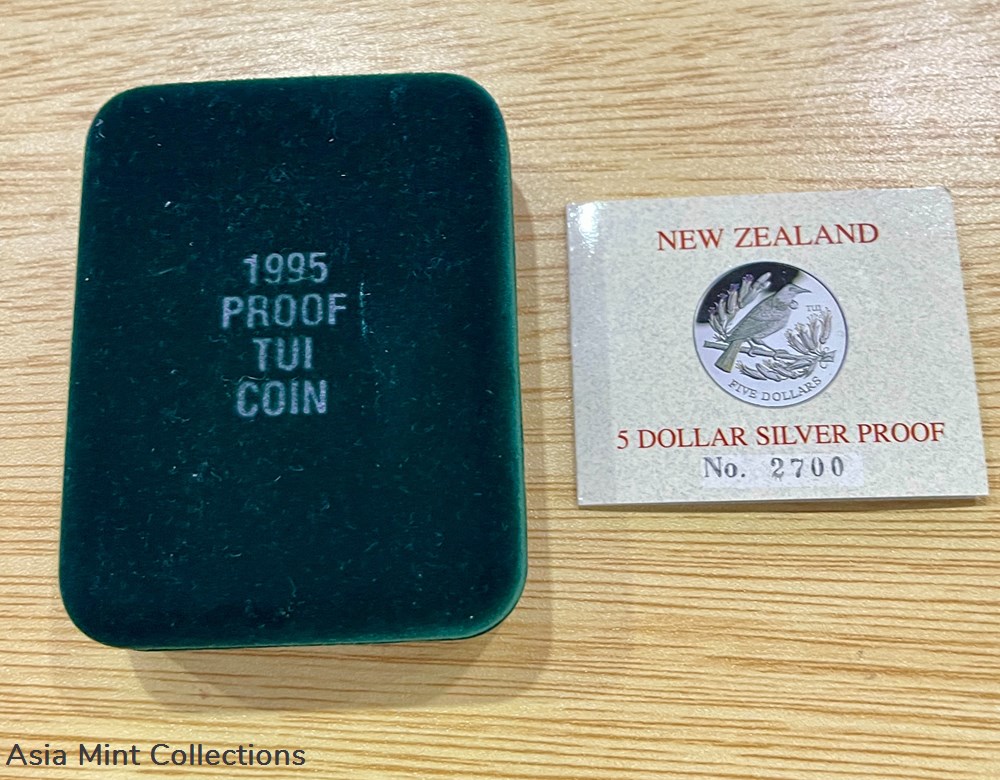 1995
PROOF
TUI
COIN
NEW ZEALAND
TUI
FIVE DOLLARS
5 DOLLAR SILVER PROOF
No. 2700
Asia Mint Collections